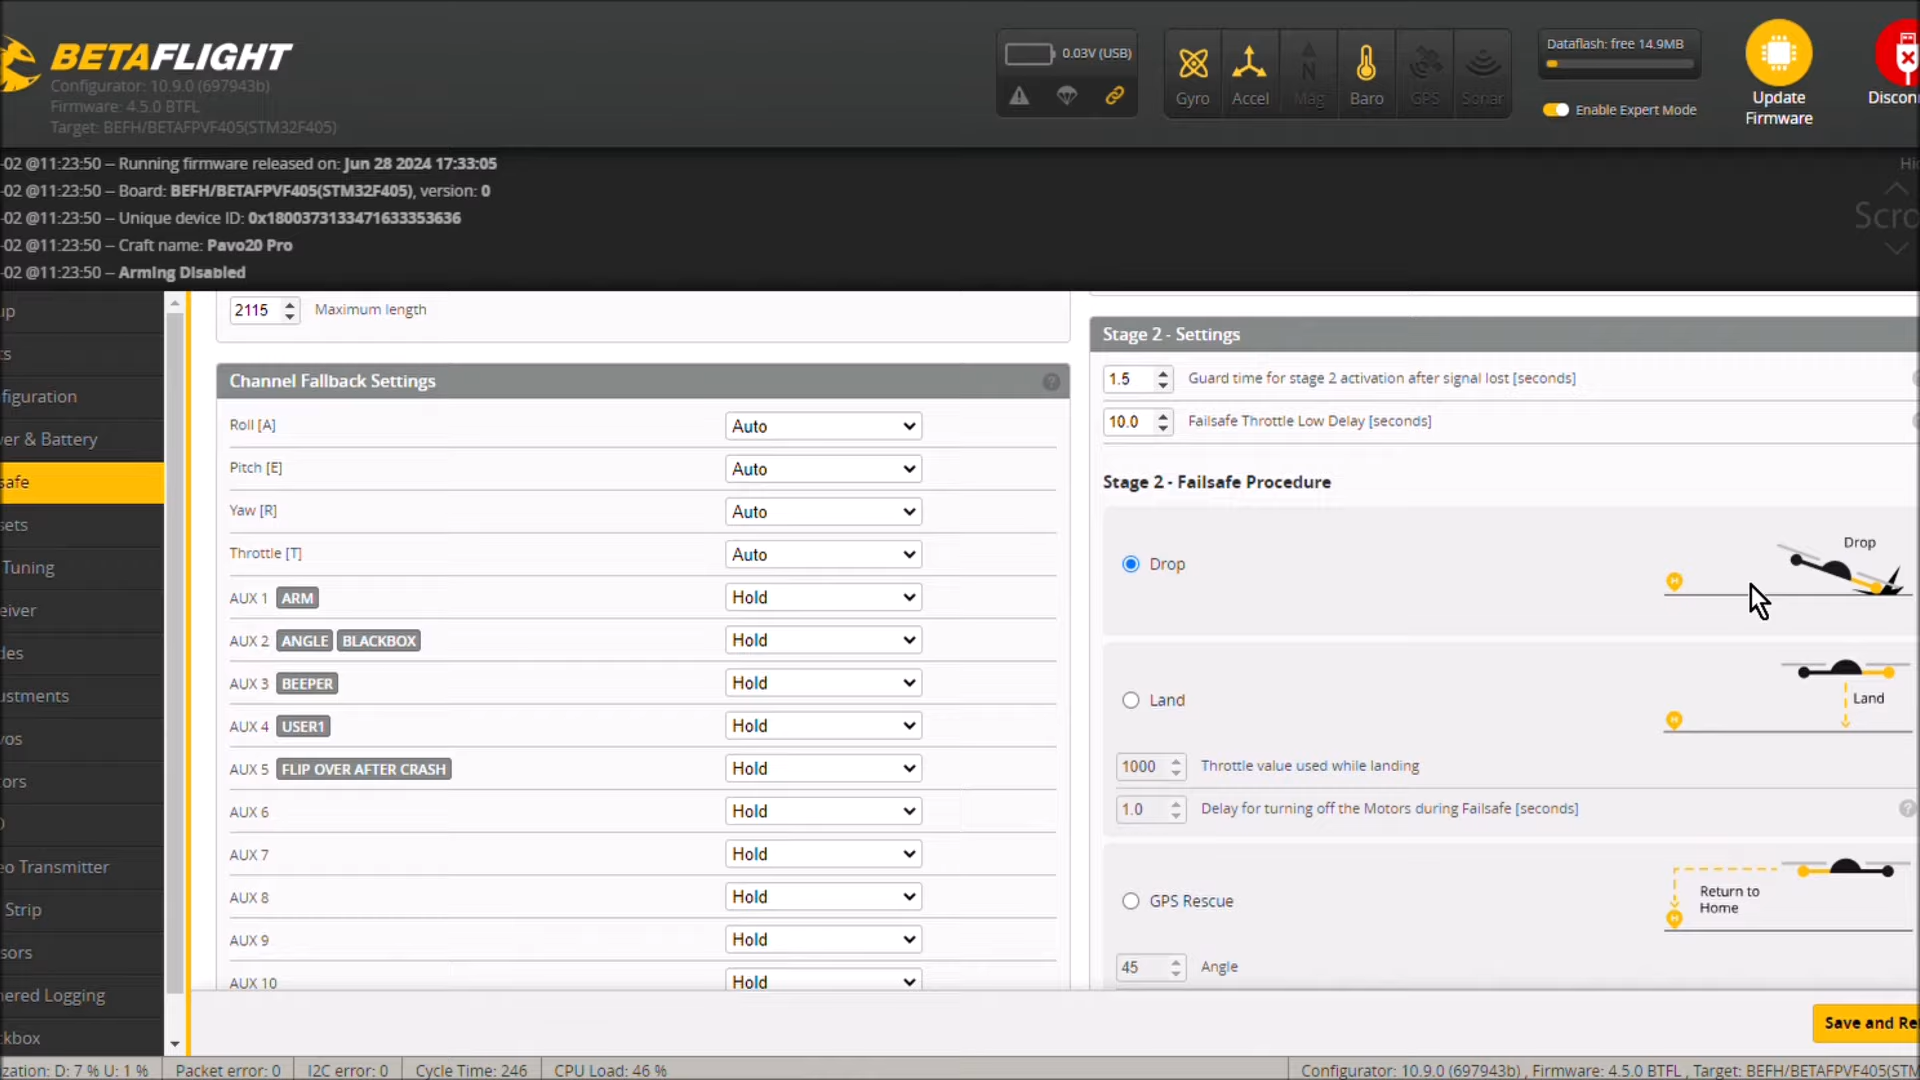 BETAFLIGHT
Configurator: 10.9.0 (697943b)
Firmware: 4.5.0 BTFL
Target: BEFH/BETAFPVF405(STM32F405)
0.03V (USB)
Gyro
Accel
Mag
Baro
GPS
Sonar
Dataflash: free 14.9MB
Enable Expert Mode
Update
Firmware
Discon
-02 @11:23:50 – Running firmware released on: Jun 28 2024 17:33:05
-02 @11:23:50 – Board: BEFH/BETAFPVF405(STM32F405), version: 0
-02 @11:23:50 – Unique device ID: 0x1800373133471633353636
-02 @11:23:50 – Craft name: Pavo20 Pro
-02 @11:23:50 – Arming Disabled
Hi
Scro
up
ts
figuration
er & Battery
safe
sets
Tuning
eiver
des
ustments
vos
ors
D
eo Transmitter
Strip
sors
hered Logging
ckbox
2115 Maximum length
Channel Fallback Settings
Roll [A] Auto
Pitch [E] Auto
Yaw [R] Auto
Throttle [T] Auto
AUX 1 ARM Hold
AUX 2 ANGLE BLACKBOX Hold
AUX 3 BEEPER Hold
AUX 4 USER1 Hold
AUX 5 FLIP OVER AFTER CRASH Hold
AUX 6 Hold
AUX 7 Hold
AUX 8 Hold
AUX 9 Hold
AUX 10 Hold
Stage 2 - Settings
1.5 Guard time for stage 2 activation after signal lost [seconds]
10.0 Failsafe Throttle Low Delay [seconds]
Stage 2 - Failsafe Procedure
Drop
Drop
H
Land
Land
H
1000 Throttle value used while landing
1.0 Delay for turning off the Motors during Failsafe [seconds]
GPS Rescue
Return to
Home
H
45 Angle
Save and Re
zation: D: 7 % U: 1 %
Packet error: 0
I2C error: 0
Cycle Time: 246
CPU Load: 46 %
Configurator: 10.9.0 (697943b) , Firmware: 4.5.0 BTFL , Target: BEFH/BETAFPVF405(STM